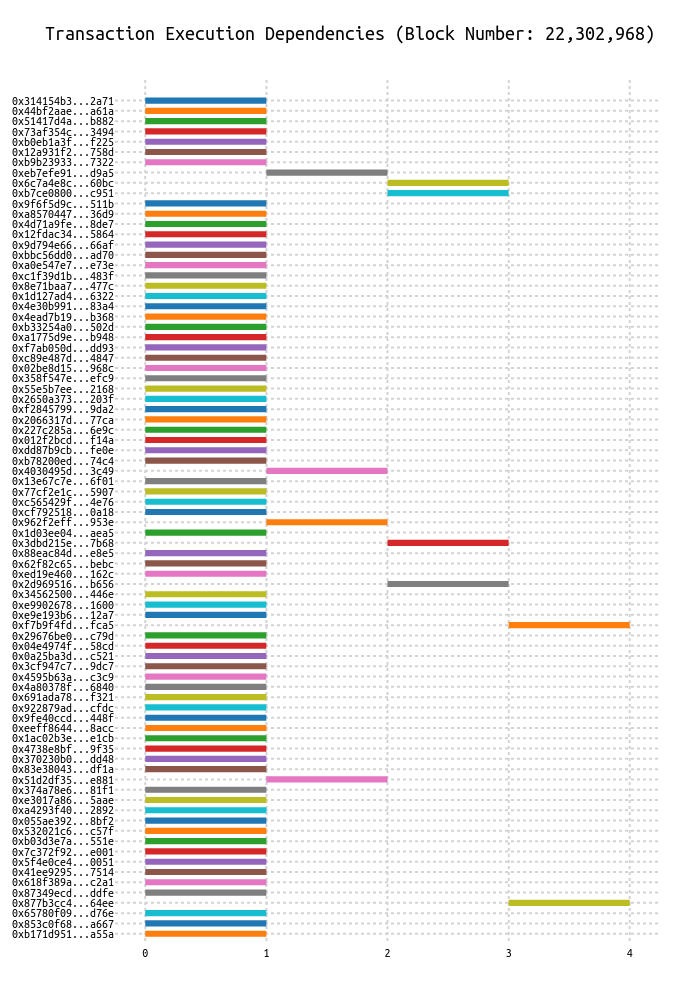 Transaction Execution Dependencies (Block Number: 22,302,968)
0x314154b3...2a71
0x44bf2aae...a61a
0x51417d4a...b882
0x73af354c...3494
0xb0eb1a3f...f225
0x12a931f2...758d
0xb9b23933...7322
0xeb7efe91...d9a5
0x6c7a4e8c...60bc
0xb7ce0800...c951
0x9f6f5d9c...511b
0xa8570447...36d9
0x4d71a9fe...8de7
0x12fdac34...5864
0x9d794e66...66af
0xbbc56dd0...ad70
0xa0e547e7...e73e
0xc1f39d1b...483f
0x8e71baa7...477c
0x1d127ad4...6322
0x4e30b991...83a4
0x4ead7b19...b368
0xb33254a0...502d
0xa1775d9e...b948
0xf7ab050d...dd93
0xc89e487d...4847
0x02be8d15...968c
0x358f547e...efc9
0x55e5b7ee...2168
0x2650a373...203f
0xf2845799...9da2
0x2066317d...77ca
0x227c285a...6e9c
0x012f2bcd...f14a
0xdd87b9cb...fe0e
0xb78200ed...74c4
0x4030495d...3c49
0x13e67c7e...6f01
0x77cf2e1c...5907
0xc565429f...4e76
0xcf792518...0a18
0x962f2eff...953e
0x1d03ee04...aea5
0x3dbd215e...7b68
0x88eac84d...e8e5
0x62f82c65...bebc
0xed19e460...162c
0x2d969516...b656
0x34562500...446e
0xe9902678...1600
0xe9e193b6...12a7
0xf7b9f4fd...fca5
0x29676be0...c79d
0x04e4974f...58cd
0x0a25ba3d...c521
0x3cf947c7...9dc7
0x4595b63a...c3c9
0x4a80378f...6840
0x691ada78...f321
0x922879ad...cfdc
0x9fe40ccd...448f
0xeeff8644...8acc
0x1ac02b3e...e1cb
0x4738e8bf...9f35
0x370230b0...dd48
0x83e38043...df1a
0x51d2df35...e881
0x374a78e6...81f1
0xe3017a86...5aae
0xa4293f40...2892
0x055ae392...8bf2
0x532021c6...c57f
0xb03d3e7a...551e
0x7c372f92...e001
0x5f4e0ce4...0051
0x41ee9295...7514
0x618f389a...c2a1
0x87349ecd...ddfe
0x877b3cc4...64ee
0x65780f09...d76e
0x853c0f68...a667
0xb171d951...a55a
0 1 2 3 4